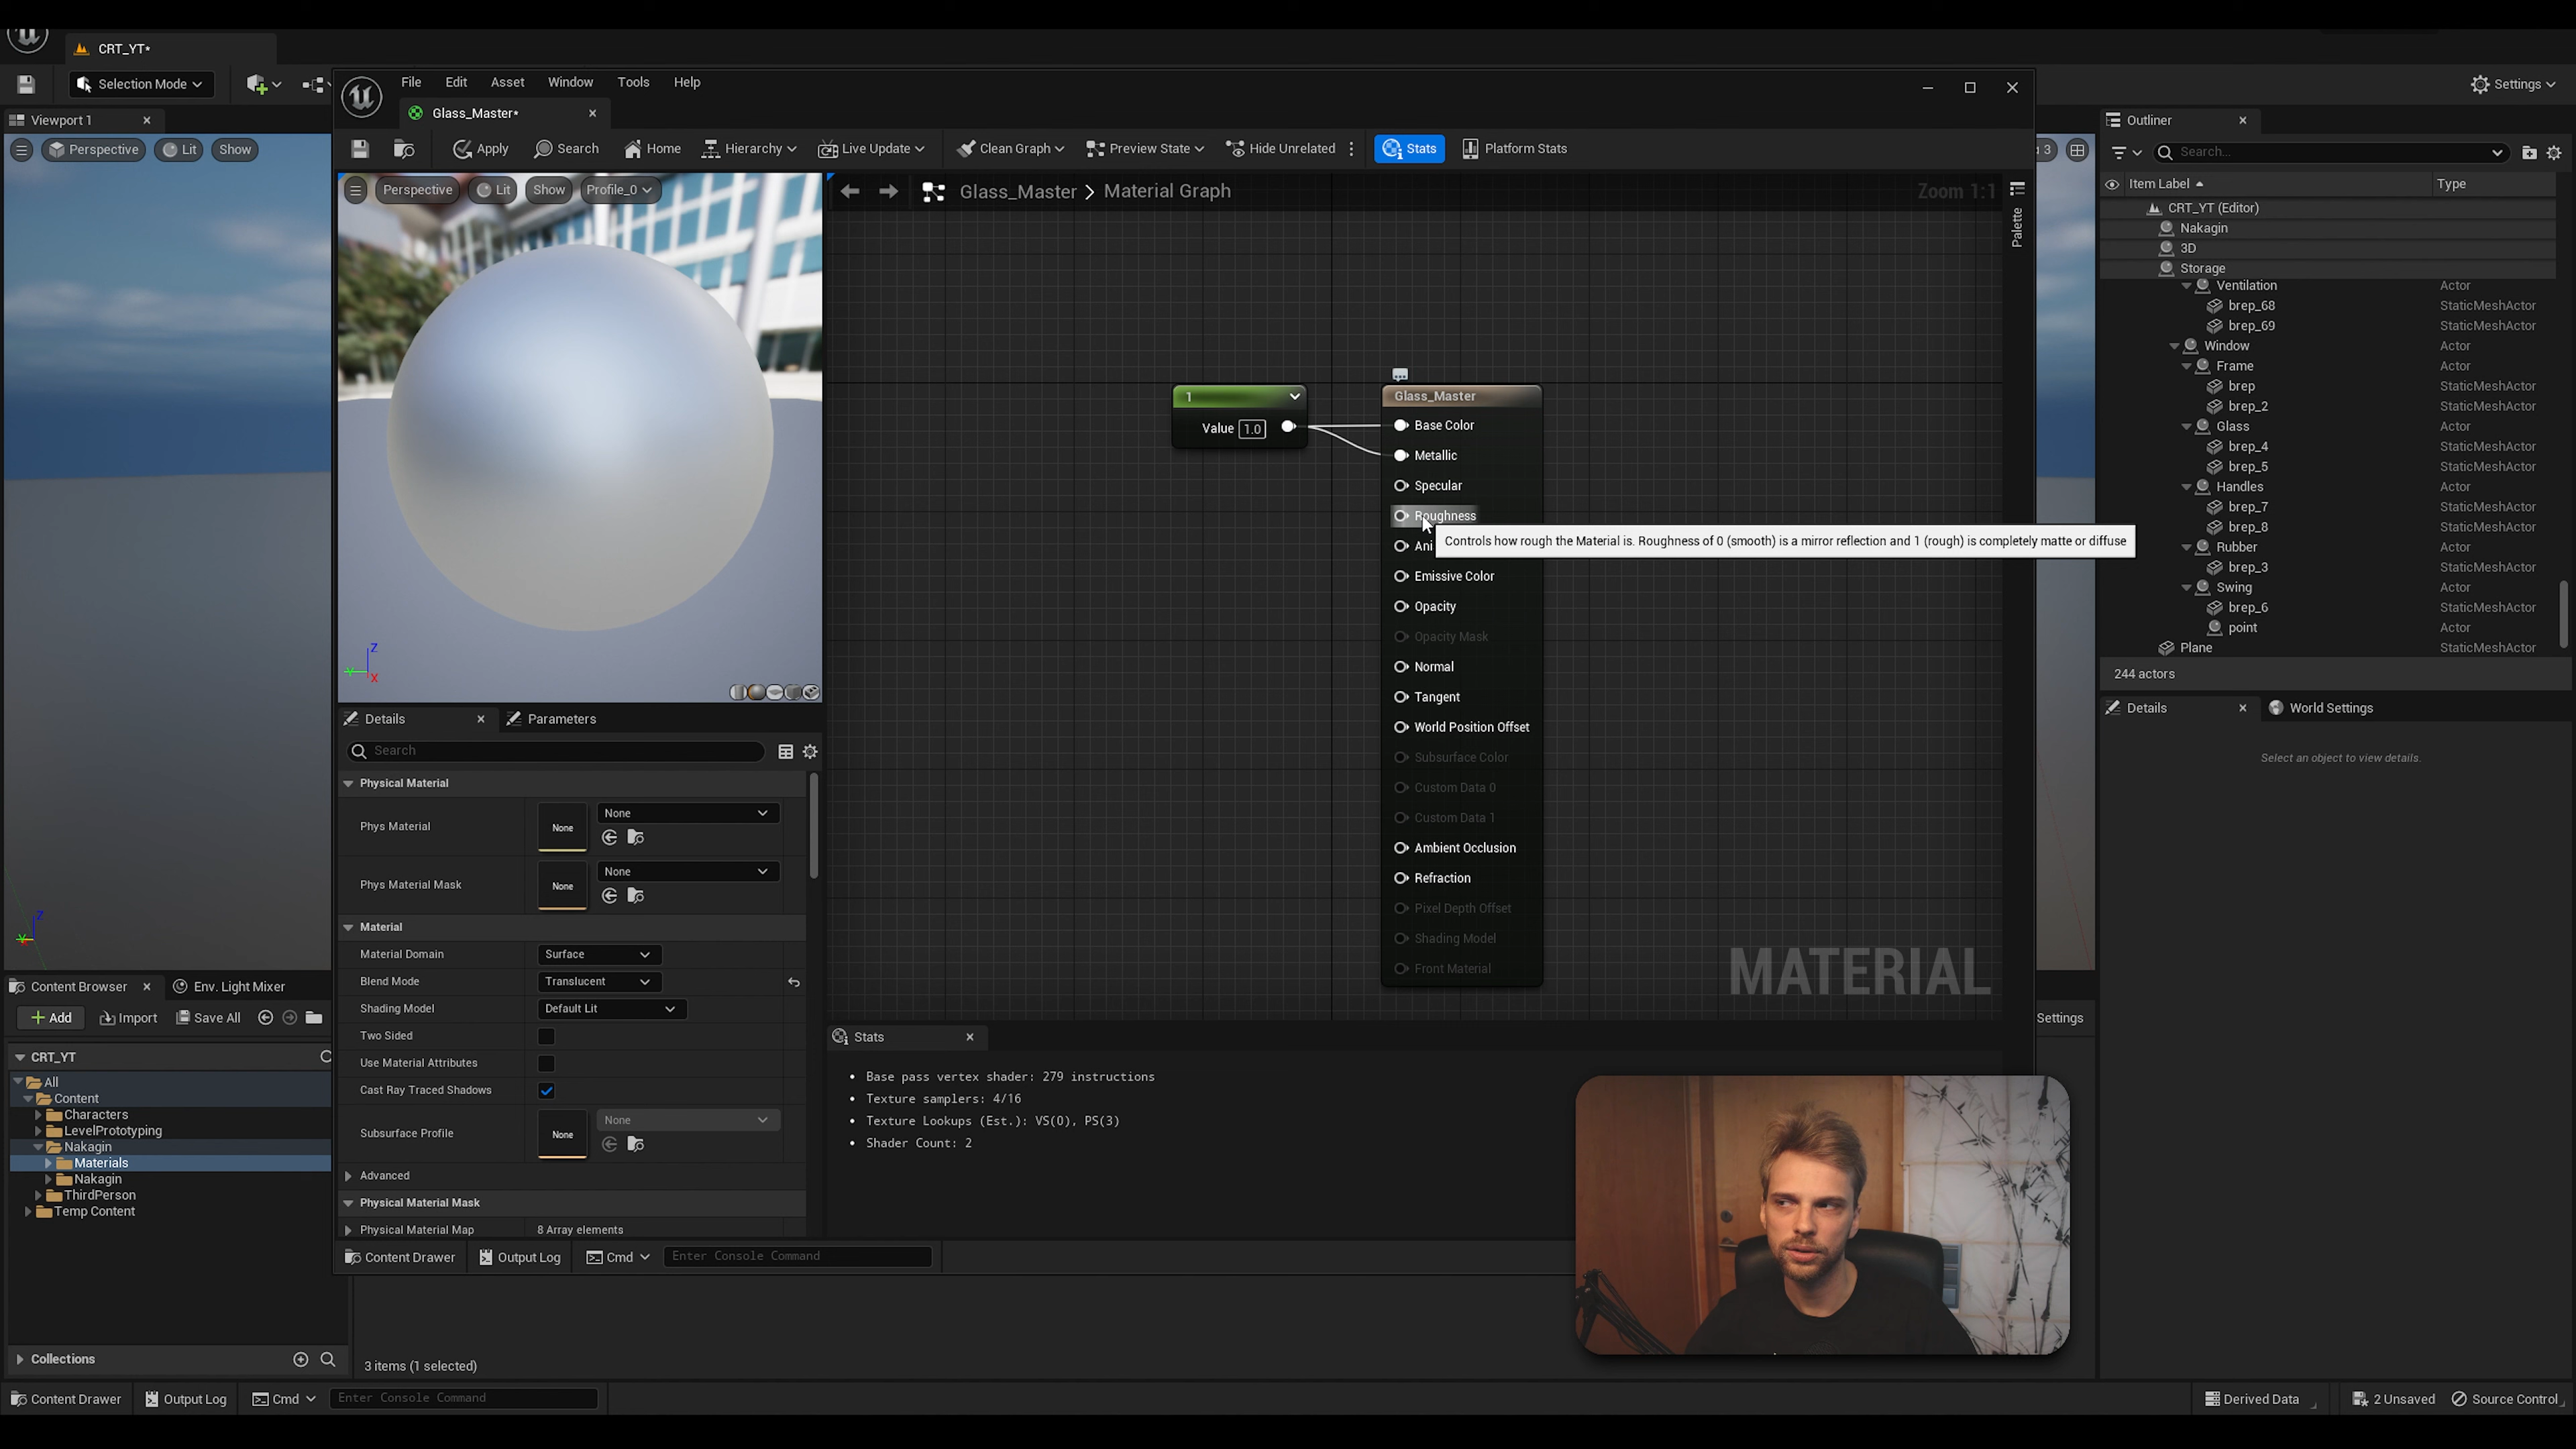 CRT_YT*
Selection Mode
Settings
File Edit Asset Window Tools Help
Glass_Master*
Apply Search Home Hierarchy Live Update Clean Graph Preview State Hide Unrelated Stats Platform Stats
Viewport 1
Perspective Lit Show
Perspective Lit Show Profile_0
Glass_Master > Material Graph
Zoom 1:1
Palette
1
Value 1.0
Glass_Master
Base Color
Metallic
Specular
Roughness
Ani
Controls how rough the Material is. Roughness of 0 (smooth) is a mirror reflection and 1 (rough) is completely matte or diffuse
Emissive Color
Opacity
Opacity Mask
Normal
Tangent
World Position Offset
Subsurface Color
Custom Data 0
Custom Data 1
Ambient Occlusion
Refraction
Pixel Depth Offset
Shading Model
Front Material
MATERIAL
Z
X
Details Parameters
Search
Physical Material
Phys Material None None
Phys Material Mask None None
Material
Material Domain Surface
Blend Mode Translucent
Shading Model Default Lit
Two Sided
Use Material Attributes
Cast Ray Traced Shadows
Subsurface Profile None None
Advanced
Physical Material Mask
Physical Material Map 8 Array elements
Content Drawer Output Log Cmd Enter Console Command
Stats
• Base pass vertex shader: 279 instructions
• Texture samplers: 4/16
• Texture Lookups (Est.): VS(0), PS(3)
• Shader Count: 2
Z
Content Browser Env. Light Mixer
Add Import Save All
Settings
CRT_YT
All
Content
Characters
LevelPrototyping
Nakagin
Materials
Nakagin
ThirdPerson
Temp Content
Collections
3 items (1 selected)
Content Drawer Output Log Cmd Enter Console Command
Derived Data 2 Unsaved Source Control
3
Outliner
Search...
Item Label Type
CRT_YT (Editor)
Nakagin
3D
Storage
Ventilation Actor
brep_68 StaticMeshActor
brep_69 StaticMeshActor
Window Actor
Frame Actor
brep StaticMeshActor
brep_2 StaticMeshActor
Glass Actor
brep_4 StaticMeshActor
brep_5 StaticMeshActor
Handles Actor
brep_7 StaticMeshActor
brep_8 StaticMeshActor
Rubber Actor
brep_3 StaticMeshActor
Swing Actor
brep_6 StaticMeshActor
point Actor
Plane StaticMeshActor
244 actors
Details World Settings
Select an object to view details.